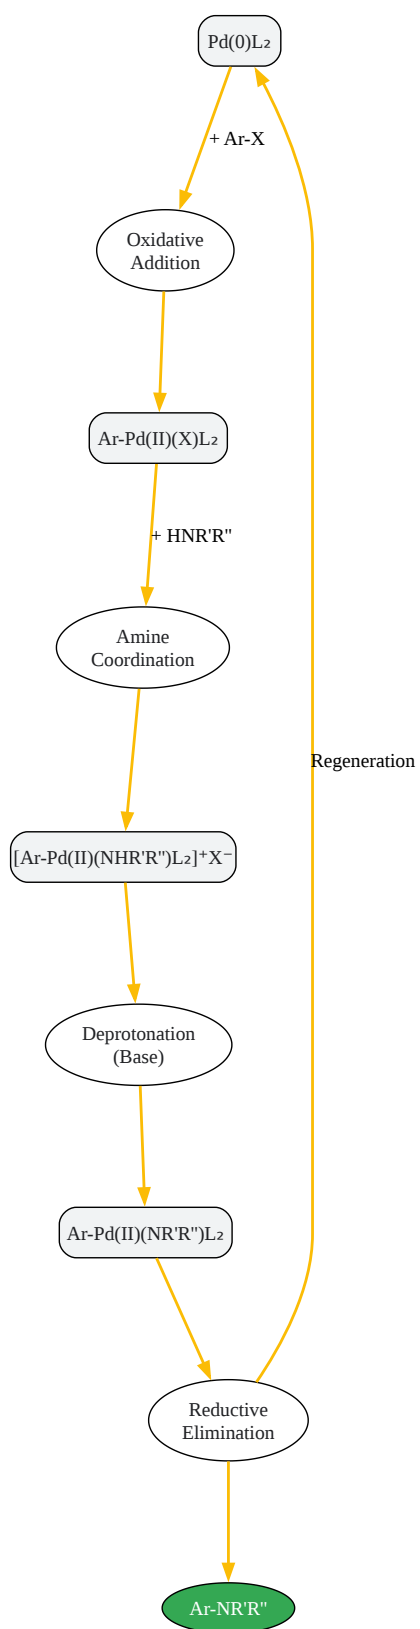 Pd(0)L₂
+ Ar-X
Oxidative
Addition
Ar-Pd(II)(X)L₂
+ HNR'R"
Amine
Coordination
Regeneration
[Ar-Pd(II)(NHR'R")L₂]⁺X⁻
Deprotonation
(Base)
Ar-Pd(II)(NR'R")L₂
Reductive
Elimination
Ar-NR'R"